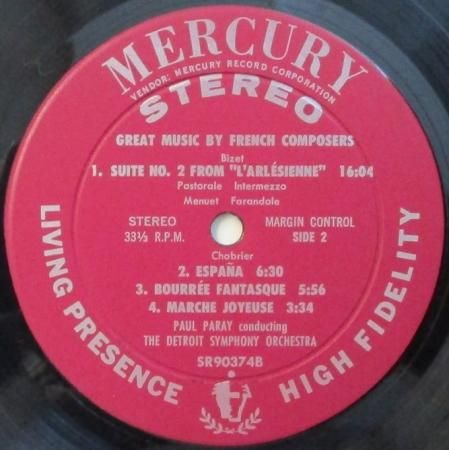 MERCURY
VENDOR: MERCURY RECORD CORPORATION
STEREO
GREAT MUSIC BY FRENCH COMPOSERS
Bizet
1. SUITE NO. 2 FROM "L'ARLÉSIENNE" 16:04
Pastorale Intermezzo
Menuet Farandole
STEREO MARGIN CONTROL
33⅓ R.P.M. SIDE 2
Chabrier
2. ESPAÑA 6:30
3. BOURRÉE FANTASQUE 5:56
4. MARCHE JOYEUSE 3:34
PAUL PARAY conducting
THE DETROIT SYMPHONY ORCHESTRA
SR90374B
LIVING PRESENCE
HIGH FIDELITY